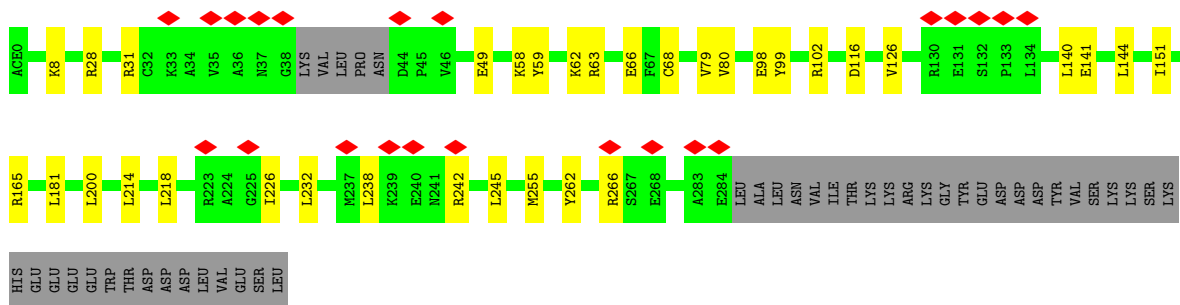 ACE0 K8 R28 R31 C32 K33 A34 V35 A36 N37 G38 LYS VAL LEU PRO ASN D44 P45 V46 E49 K58 Y59 K62 R63 E66 F67 C68 V79 V80 E98 Y99 R102 D116 V126 R130 E131 S132 P133 L134 L140 E141 L144 I151
R165 L181 L200 L214 L218 R223 A224 G225 I226 L232 M237 L238 K239 E240 N241 R242 L245 M255 Y262 R266 S267 E268 A283 E284 LEU ALA LEU ASN VAL ILE THR LYS LYS ARG LYS GLY TYR GLU ASP ASP ASP TYR VAL SER LYS LYS SER LYS
HIS GLU GLU GLU GLU TRP THR ASP ASP ASP LEU VAL GLU SER LEU